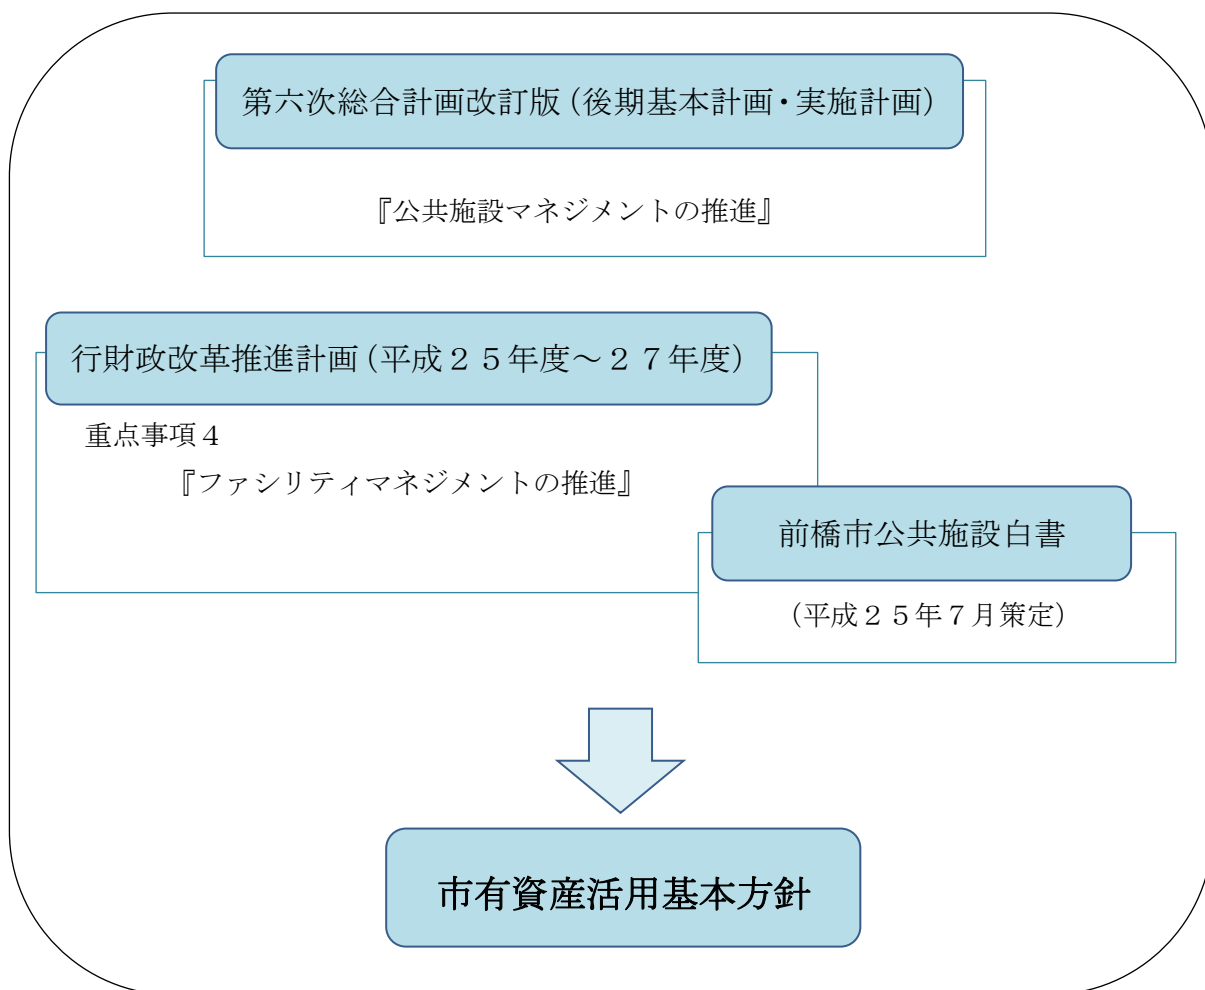 第六次総合計画改訂版（後期基本計画・実施計画）
『公共施設マネジメントの推進』
行財政改革推進計画（平成２５年度～２７年度）
重点事項４
『ファシリティマネジメントの推進』
前橋市公共施設白書
（平成２５年７月策定）
市有資産活用基本方針